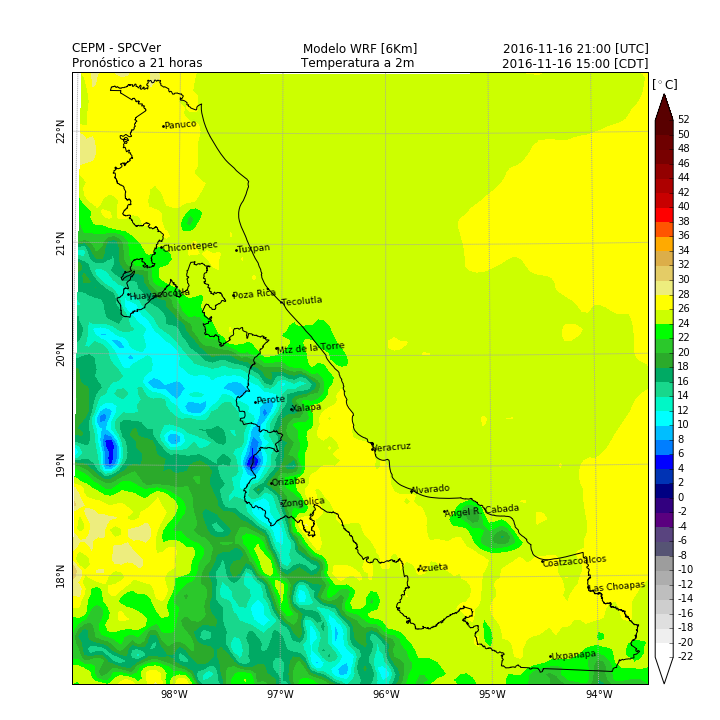 CEPM - SPCVer
Modelo WRF [6Km]
2016-11-16 21:00 [UTC]
Pronóstico a 21 horas
Temperatura a 2m
2016-11-16 15:00 [CDT]
[°C]
52
50
48
46
44
42
40
38
36
34
32
30
28
26
24
22
20
18
16
14
12
10
8
6
4
2
0
-2
-4
-6
-8
-10
-12
-14
-16
-18
-20
-22
22°N
21°N
20°N
19°N
18°N
Panuco
Chicontepec
Tuxpan
Huayacocotla
Poza Rica
Tecolutla
Mtz de la Torre
Perote
Xalapa
Veracruz
Orizaba
Alvarado
Zongolica
Angel R. Cabada
Azueta
Coatzacoalcos
Las Choapas
Uxpanapa
98°W
97°W
96°W
95°W
94°W